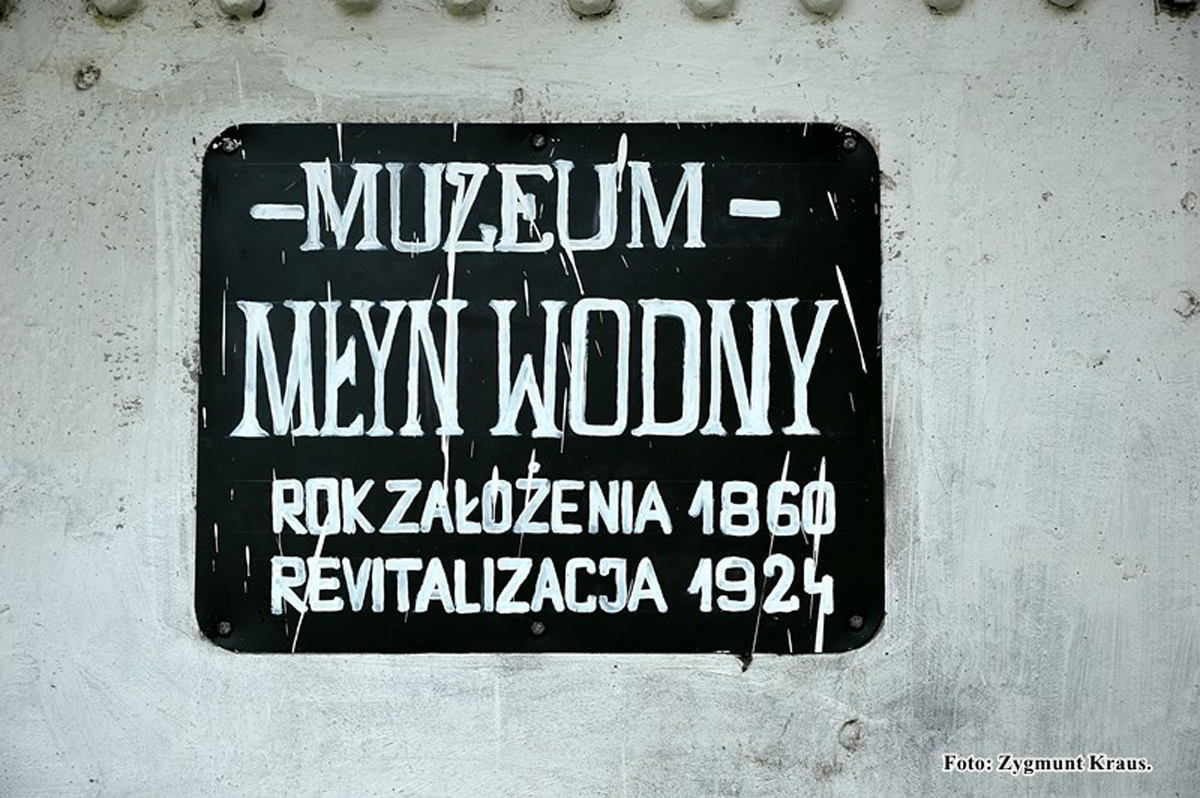 -MUZEUM-
MŁYN WODNY
ROK ZAŁOŻENIA 1860
REVITALIZACJA 1924
Foto: Zygmunt Kraus.